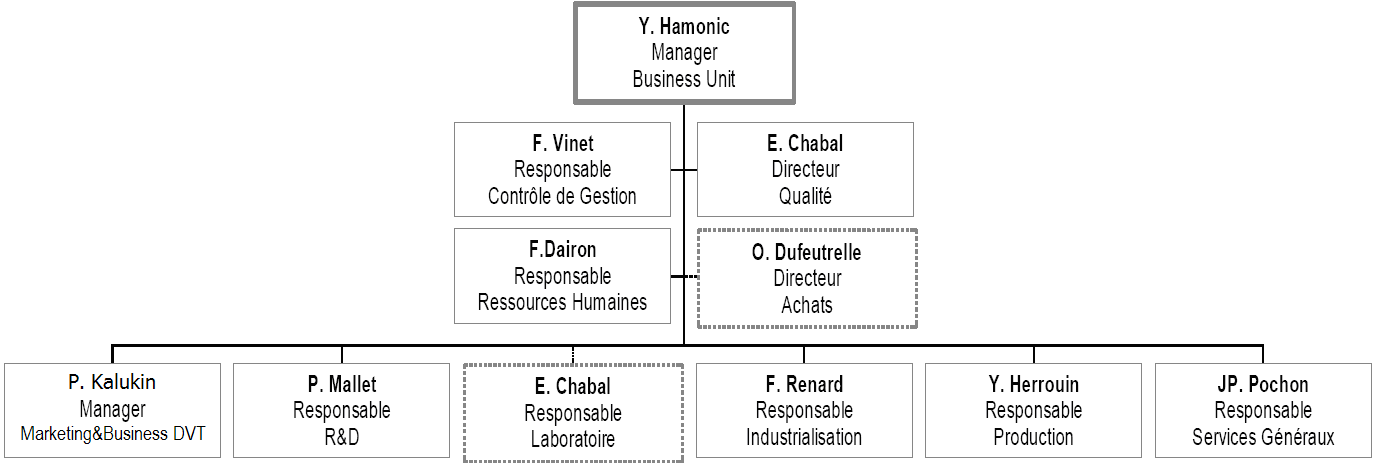 Y. Hamonic
Manager
Business Unit
F. Vinet
Responsable
Contrôle de Gestion
E. Chabal
Directeur
Qualité
F.Dairon
Responsable
Ressources Humaines
O. Dufeutrelle
Directeur
Achats
P. Kalukin
Manager
Marketing&Business DVT
P. Mallet
Responsable
R&D
E. Chabal
Responsable
Laboratoire
F. Renard
Responsable
Industrialisation
Y. Herrouin
Responsable
Production
JP. Pochon
Responsable
Services Généraux